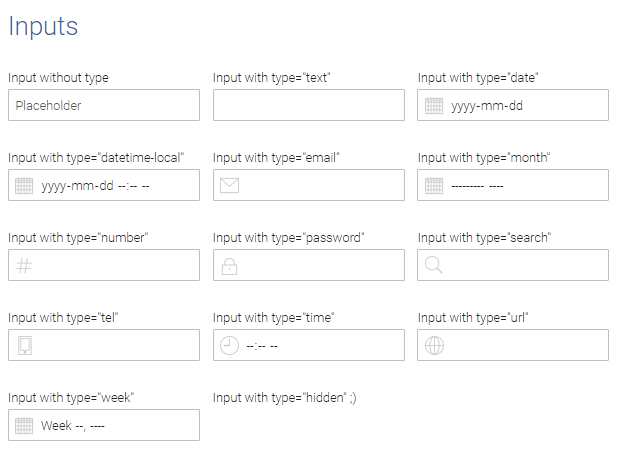 Inputs
Input without type
Placeholder
Input with type="text"
Input with type="date"
yyyy-mm-dd
Input with type="datetime-local"
yyyy-mm-dd --:-- --
Input with type="email"
Input with type="month"
--------- ----
Input with type="number"
#
Input with type="password"
Input with type="search"
Input with type="tel"
Input with type="time"
--:-- --
Input with type="url"
Input with type="week"
Week --, ----
Input with type="hidden" ;)